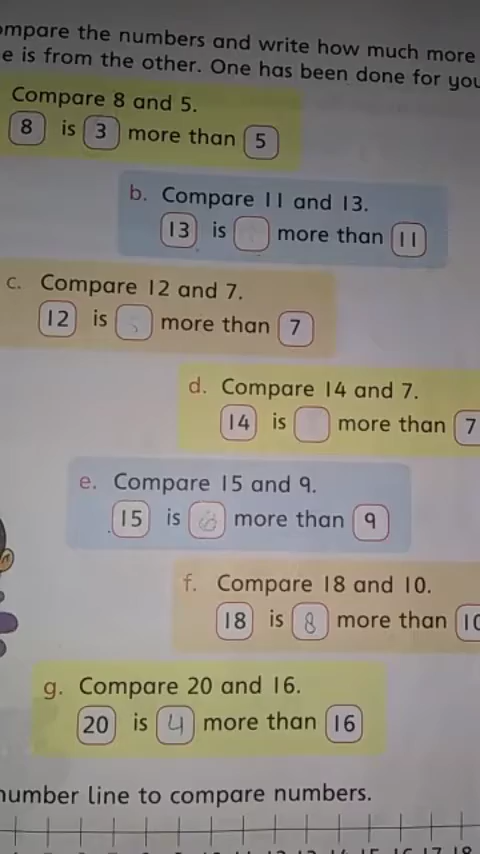 ompare the numbers and write how much more
e is from the other. One has been done for you
Compare 8 and 5.
8 is 3 more than 5
b. Compare 11 and 13.
13 is more than 11
c. Compare 12 and 7.
12 is 5 more than 7
d. Compare 14 and 7.
14 is more than 7
e. Compare 15 and 9.
15 is 6 more than 9
f. Compare 18 and 10.
18 is 8 more than 10
g. Compare 20 and 16.
20 is 4 more than 16
number line to compare numbers.